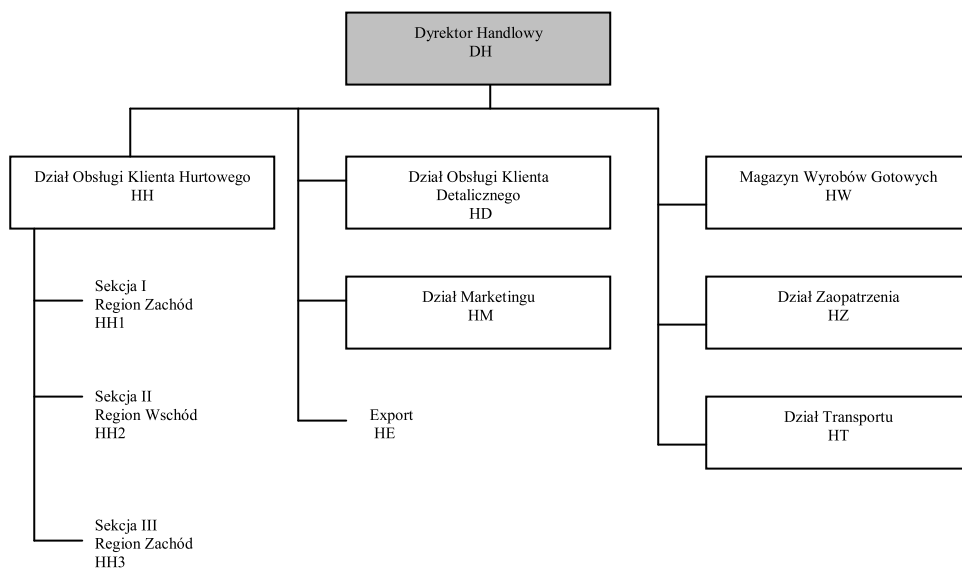 Dyrektor Handlowy
DH
Dział Obsługi Klienta Hurtowego
HH
Sekcja I
Region Zachód
HH1
Sekcja II
Region Wschód
HH2
Sekcja III
Region Zachód
HH3
Dział Obsługi Klienta
Detalicznego
HD
Dział Marketingu
HM
Export
HE
Magazyn Wyrobów Gotowych
HW
Dział Zaopatrzenia
HZ
Dział Transportu
HT